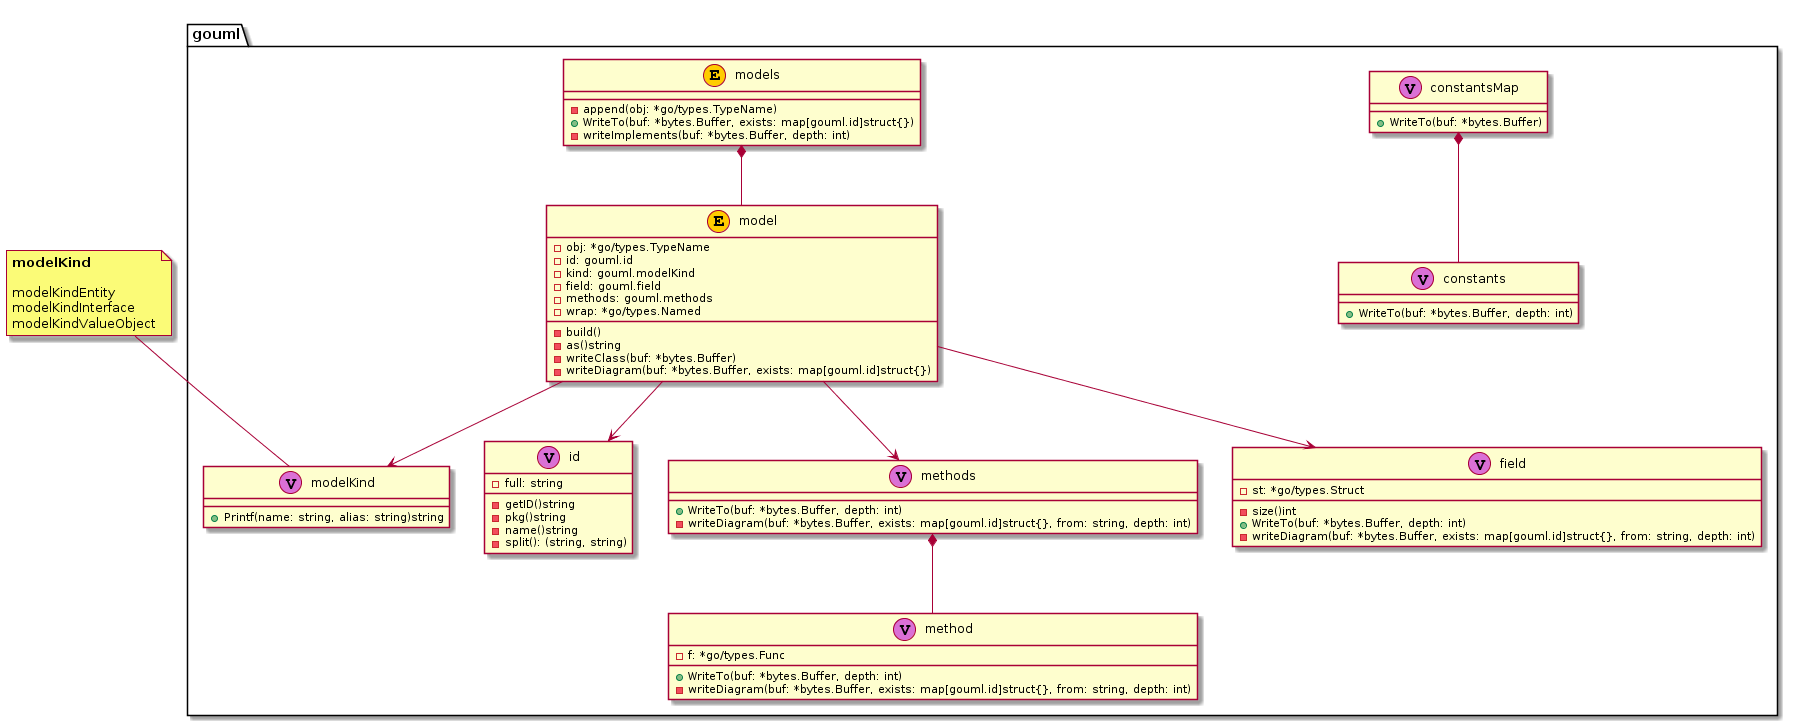 gouml
E models
append(obj: *go/types.TypeName)
WriteTo(buf: *bytes.Buffer, exists: map[gouml.id]struct{})
writeImplements(buf: *bytes.Buffer, depth: int)
V constantsMap
WriteTo(buf: *bytes.Buffer)
E model
obj: *go/types.TypeName
id: gouml.id
kind: gouml.modelKind
field: gouml.field
methods: gouml.methods
wrap: *go/types.Named
build()
as()string
writeClass(buf: *bytes.Buffer)
writeDiagram(buf: *bytes.Buffer, exists: map[gouml.id]struct{})
V constants
WriteTo(buf: *bytes.Buffer, depth: int)
modelKind
modelKindEntity
modelKindInterface
modelKindValueObject
V modelKind
Printf(name: string, alias: string)string
V id
full: string
getID()string
pkg()string
name()string
split(): (string, string)
V methods
WriteTo(buf: *bytes.Buffer, depth: int)
writeDiagram(buf: *bytes.Buffer, exists: map[gouml.id]struct{}, from: string, depth: int)
V field
st: *go/types.Struct
size()int
WriteTo(buf: *bytes.Buffer, depth: int)
writeDiagram(buf: *bytes.Buffer, exists: map[gouml.id]struct{}, from: string, depth: int)
V method
f: *go/types.Func
WriteTo(buf: *bytes.Buffer, depth: int)
writeDiagram(buf: *bytes.Buffer, exists: map[gouml.id]struct{}, from: string, depth: int)